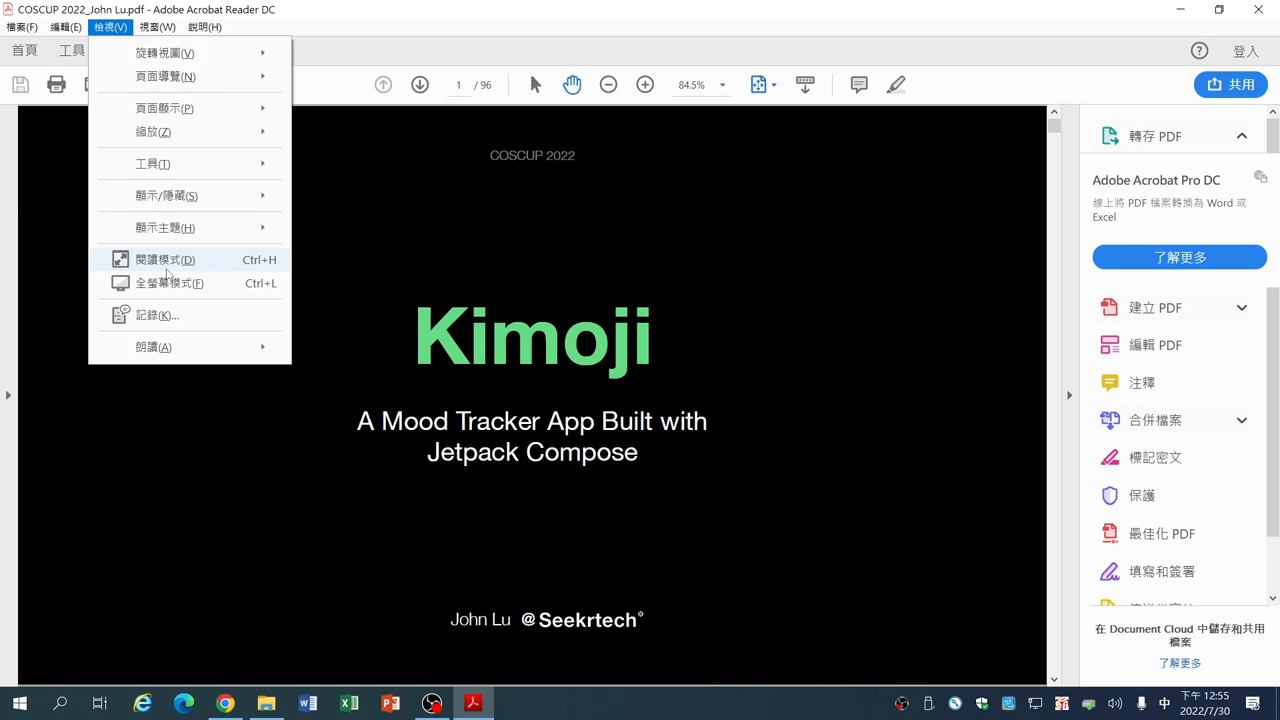 COSCUP 2022_John Lu.pdf - Adobe Acrobat Reader DC
檔案(F) 編輯(E) 檢視(V) 視窗(W) 說明(H)
首頁 工具
登入
1 / 96
84.5%
共用
旋轉視圖(V)
頁面導覽(N)
頁面顯示(P)
縮放(Z)
工具(T)
顯示/隱藏(S)
顯示主題(H)
閱讀模式(D) Ctrl+H
全螢幕模式(F) Ctrl+L
記錄(K)...
朗讀(A)
COSCUP 2022
Kimoji
A Mood Tracker App Built with
Jetpack Compose
John Lu @Seekrtech
轉存 PDF
Adobe Acrobat Pro DC
線上將 PDF 檔案轉換為 Word 或
Excel
了解更多
建立 PDF
編輯 PDF
注釋
合併檔案
標記密文
保護
最佳化 PDF
填寫和簽署
在 Document Cloud 中儲存和共用
檔案
了解更多
中
下午 12:55
2022/7/30